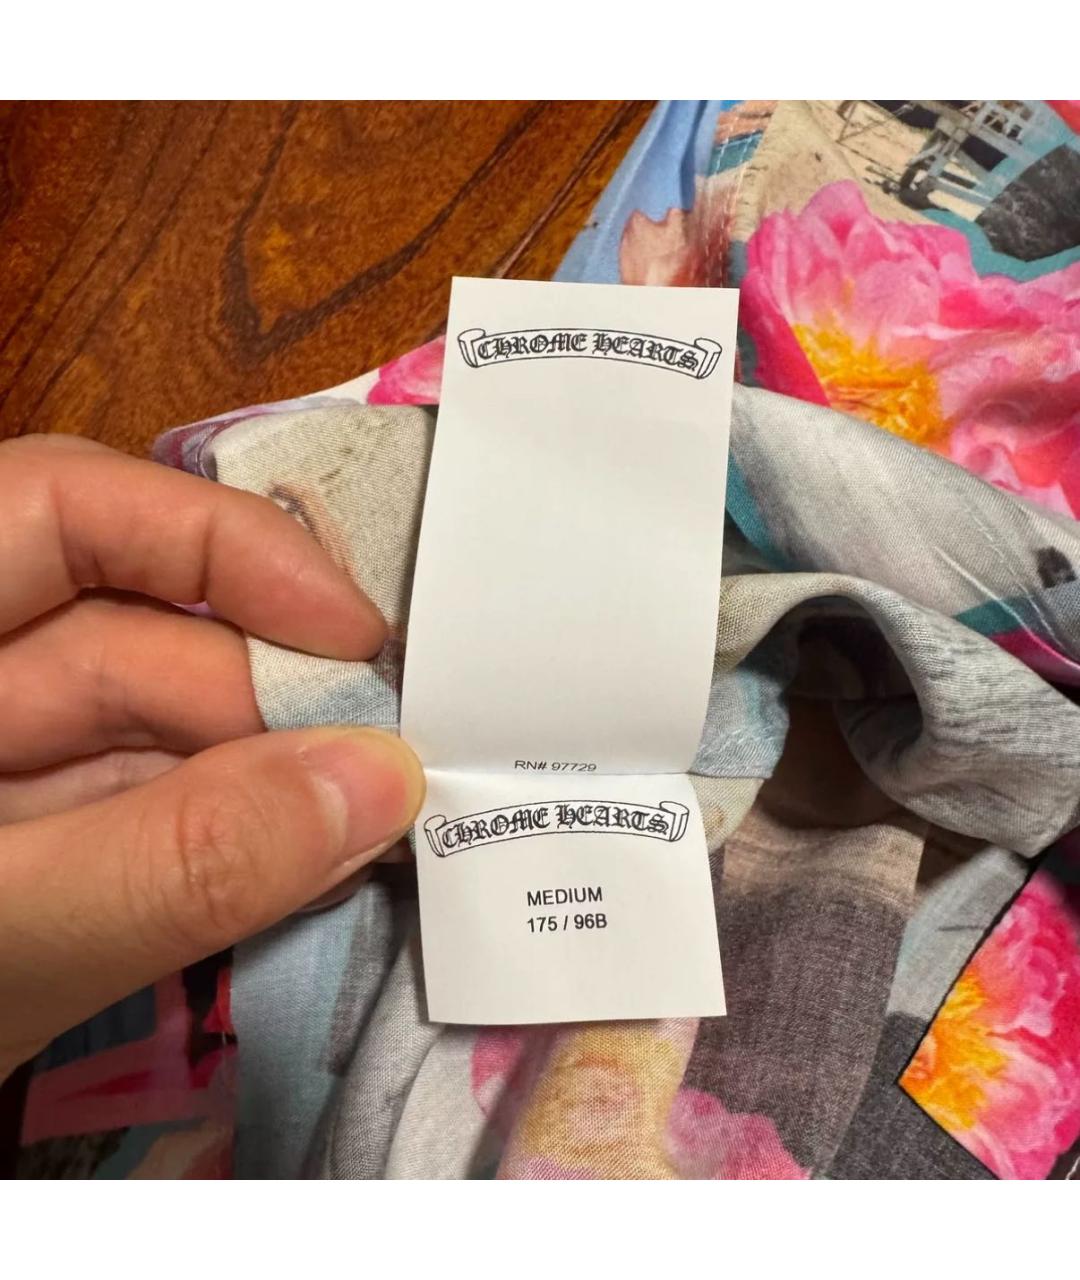 CHROME HEARTS
RN# 97729
CHROME HEARTS
MEDIUM
175 / 96B